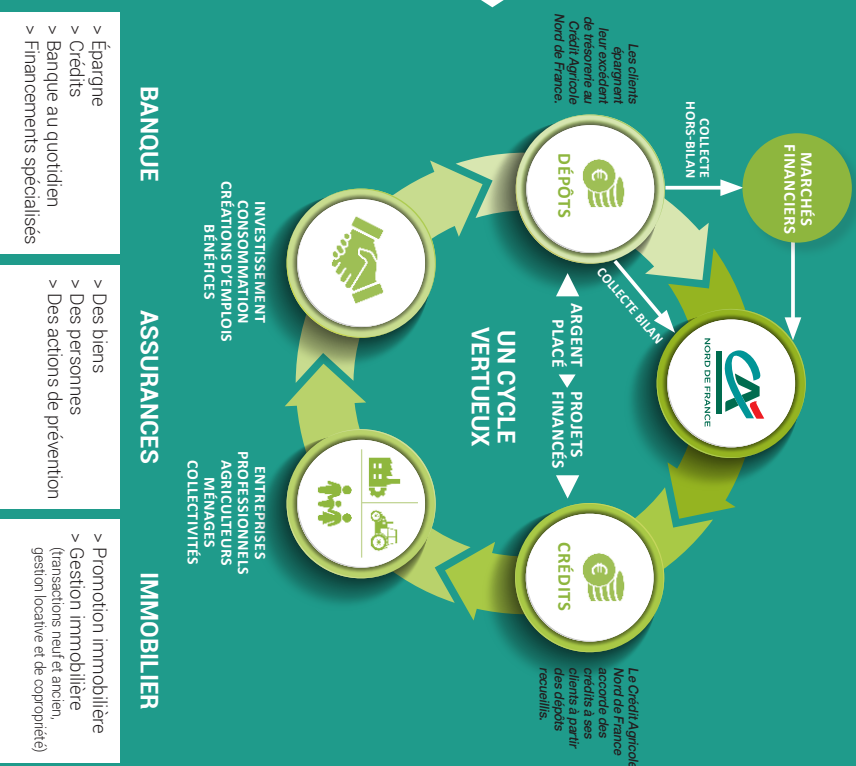 MARCHÉS
FINANCIERS
COLLECTE
HORS-BILAN
COLLECTE BILAN
CA
NORD DE FRANCE
Les clients
épargnent
leur excédent
de trésorerie au
Crédit Agricole
Nord de France.
DÉPÔTS
€
ARGENT
PLACÉ
PROJETS
FINANCÉS
€
CRÉDITS
Le Crédit Agricole
Nord de France
accorde des
crédits à ses
clients à partir
des dépôts
recueillis.
UN CYCLE
VERTUEUX
INVESTISSEMENT
CONSOMMATION
CRÉATIONS D'EMPLOIS
BÉNÉFICES
ENTREPRISES
PROFESSIONNELS
AGRICULTEURS
MÉNAGES
COLLECTIVITÉS
BANQUE
> Épargne
> Crédits
> Banque au quotidien
> Financements spécialisés
ASSURANCES
> Des biens
> Des personnes
> Des actions de prévention
IMMOBILIER
> Promotion immobilière
> Gestion immobilière
(transactions neuf et ancien,
gestion locative et de copropriété)